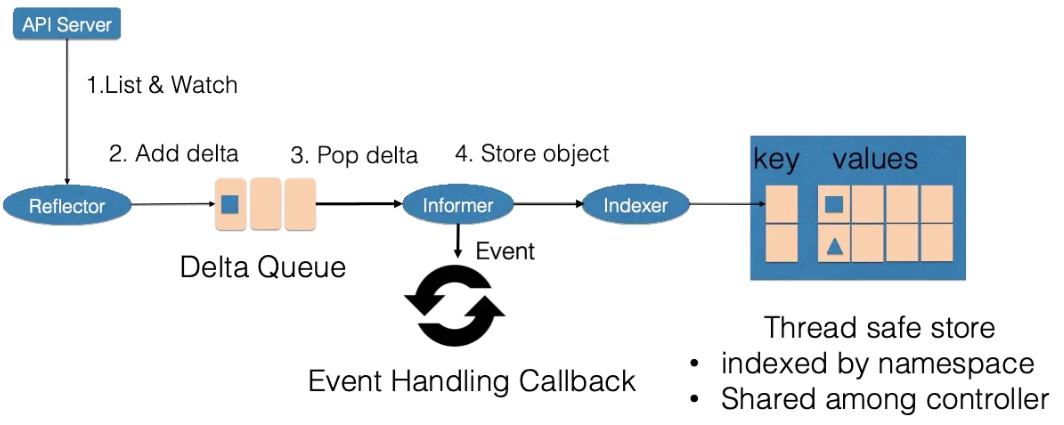 API Server
1.List & Watch
2. Add delta
3. Pop delta
4. Store object
key values
Reflector
Informer
Indexer
Event
Delta Queue
Event Handling Callback
Thread safe store
• indexed by namespace
• Shared among controller